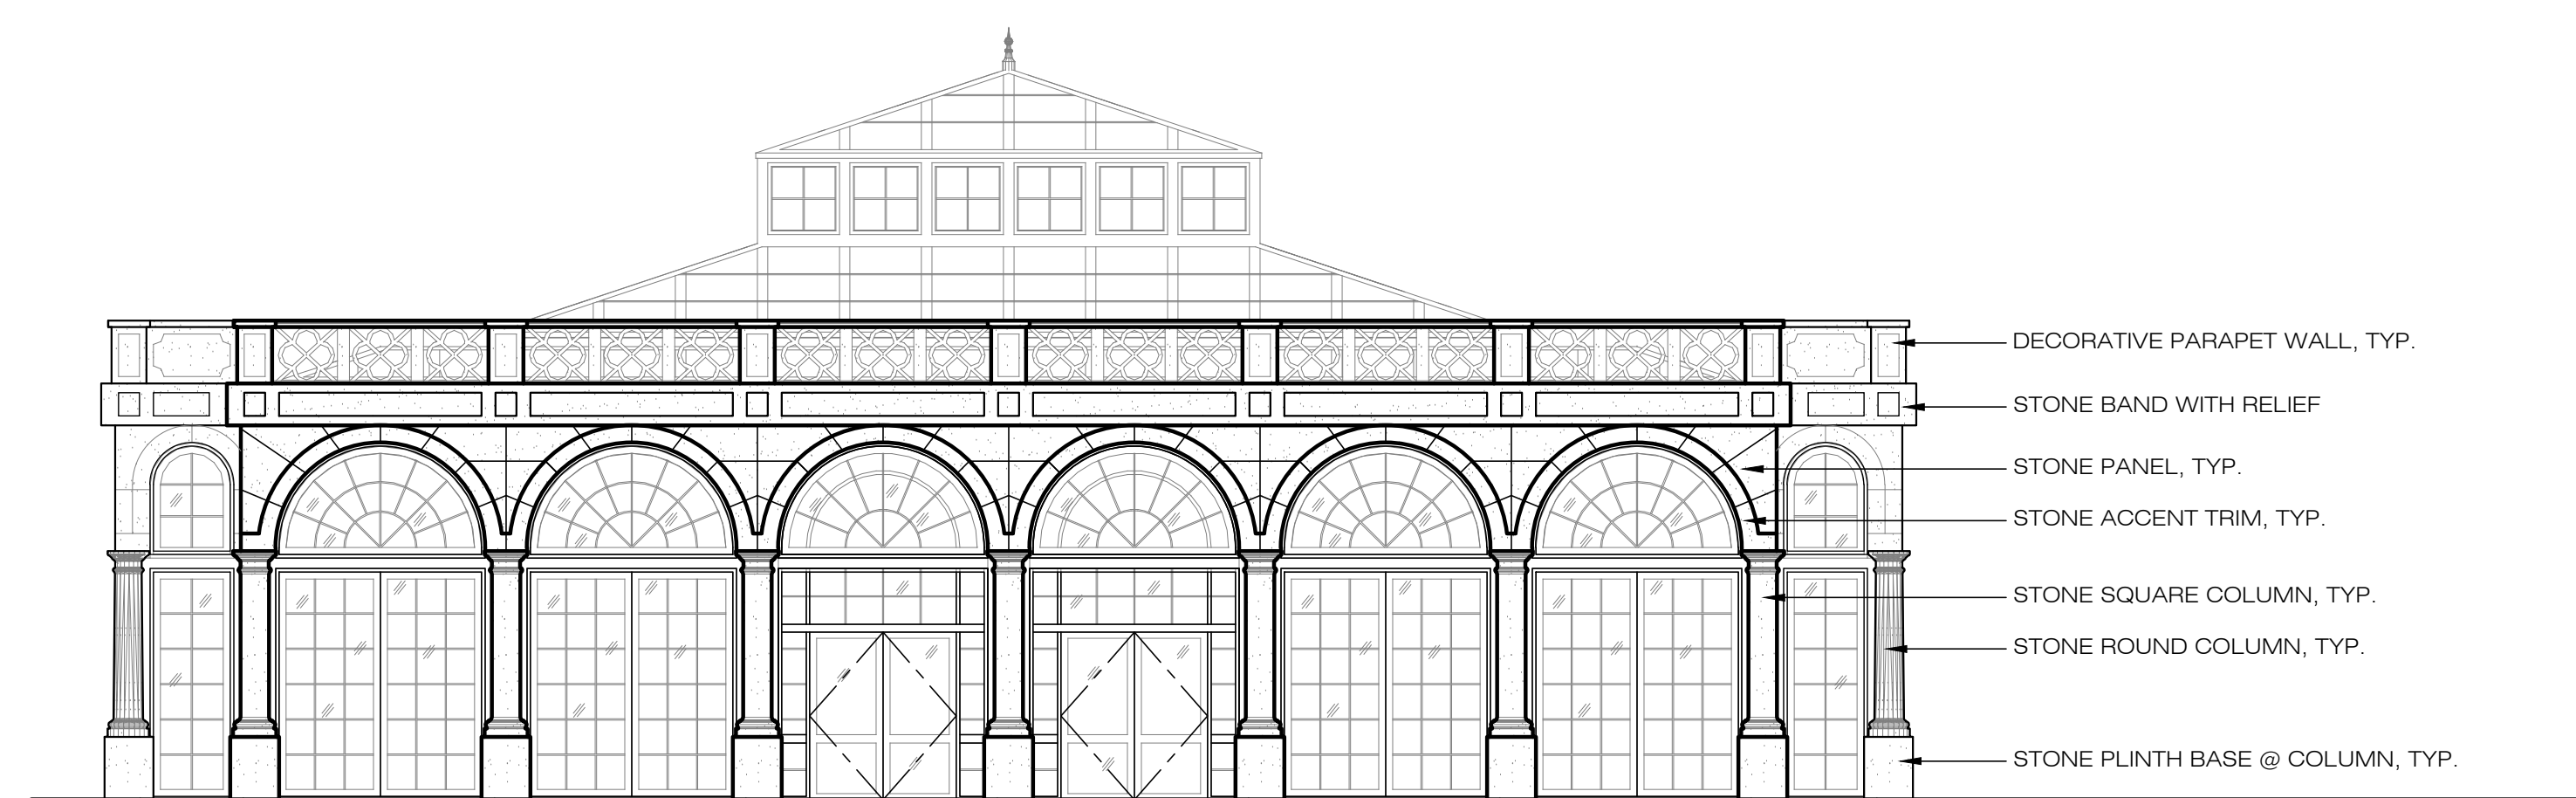 DECORATIVE PARAPET WALL, TYP.
STONE BAND WITH RELIEF
STONE PANEL, TYP.
STONE ACCENT TRIM, TYP.
STONE SQUARE COLUMN, TYP.
STONE ROUND COLUMN, TYP.
STONE PLINTH BASE @ COLUMN, TYP.